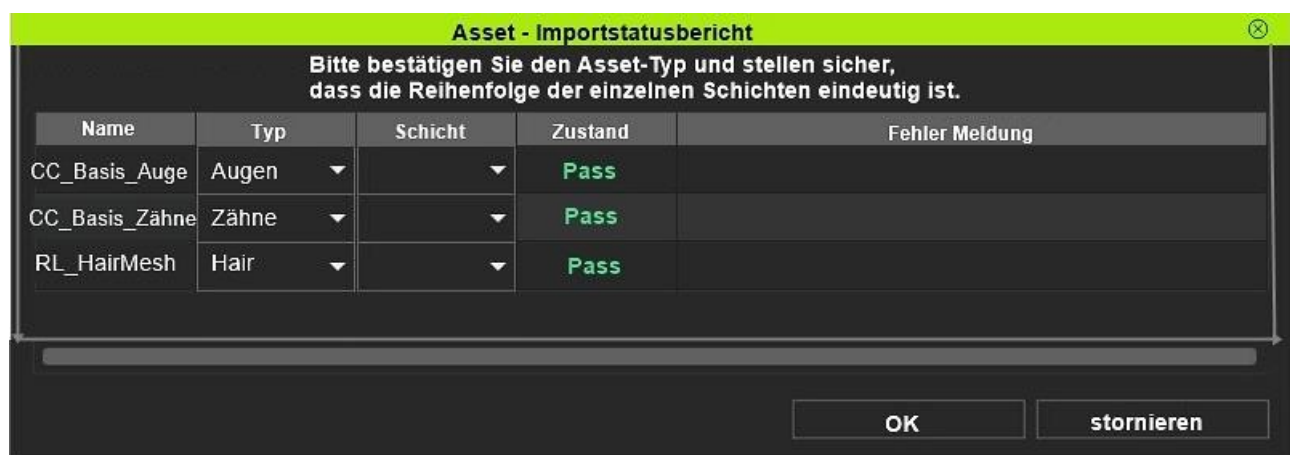 Asset - Importstatusbericht
Bitte bestätigen Sie den Asset-Typ und stellen sicher,
dass die Reihenfolge der einzelnen Schichten eindeutig ist.
Name Typ Schicht Zustand Fehler Meldung
CC_Basis_Auge Augen Pass
CC_Basis_Zähne Zähne Pass
RL_HairMesh Hair Pass
OK stornieren